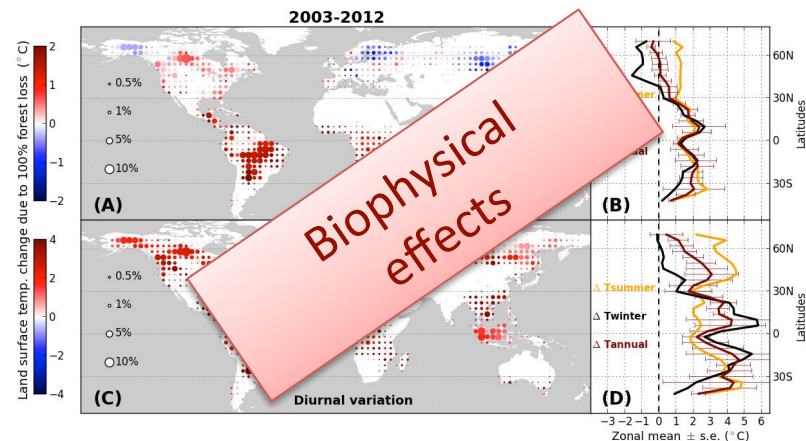 2003-2012
Land surface temp. change due to 100% forest loss (°C)
2
1
0
−1
−2
4
2
0
−2
−4
0.5%
1%
5%
10%
(A)
60N
30N
0
30S
Latitudes
(B)
Biophysical
effects
0.5%
1%
5%
10%
(C)
Diurnal variation
60N
30N
0
30S
Latitudes
Δ Tsummer
Δ Twinter
Δ Tannual
(D)
−3 −2 −1 0 1 2 3 4 5 6
Zonal mean ± s.e. (°C)